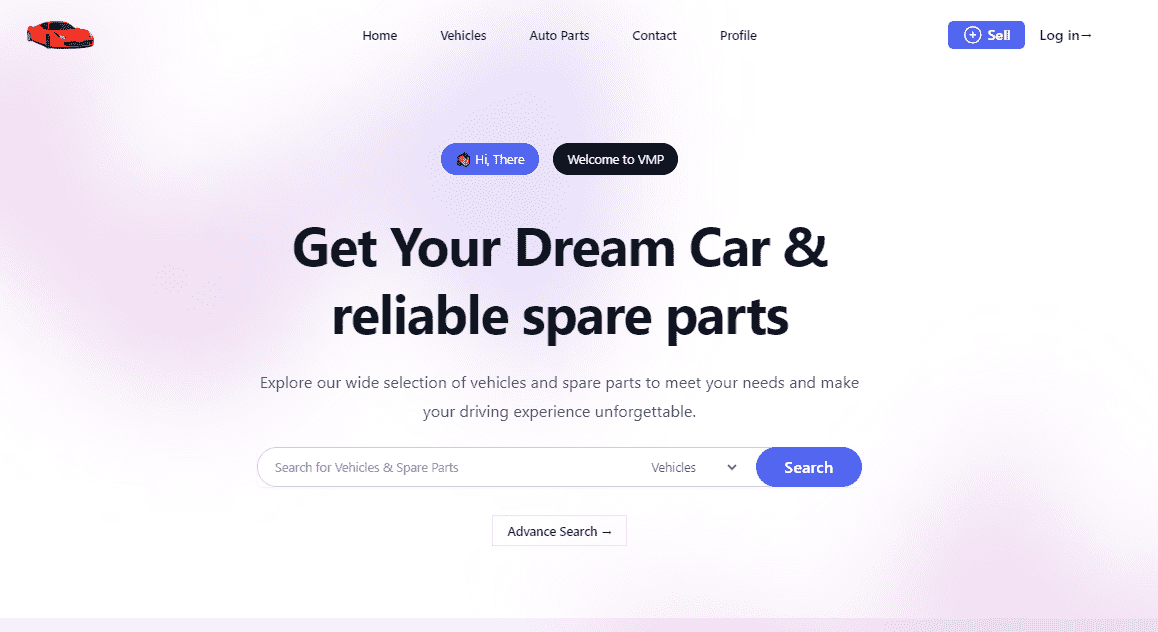 Home Vehicles Auto Parts Contact Profile Sell Log in→
Hi, There Welcome to VMP
Get Your Dream Car &
reliable spare parts
Explore our wide selection of vehicles and spare parts to meet your needs and make
your driving experience unforgettable.
Search for Vehicles & Spare Parts Vehicles Search
Advance Search →